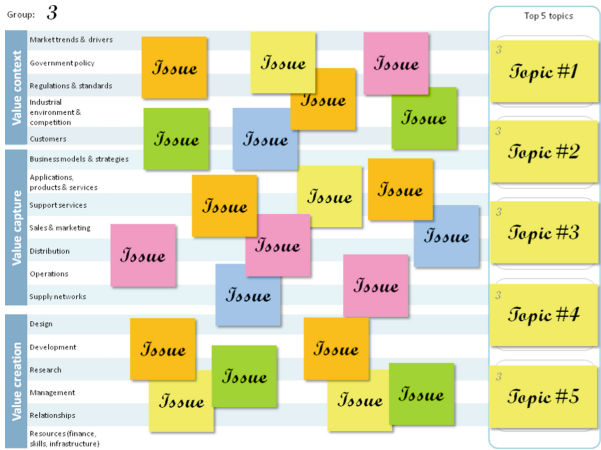 Group: 3
Top 5 topics
Value context
Market trends & drivers
Government policy
Regulations & standards
Industrial
environment &
competition
Customers
Issue
Issue
Issue
Issue
Issue
Issue
Issue
Value capture
Business models & strategies
Applications,
products & services
Support services
Sales & marketing
Distribution
Operations
Supply networks
Issue
Issue
Issue
Issue
Issue
Issue
Issue
Issue
Value creation
Design
Development
Research
Management
Relationships
Resources (finance,
skills, infrastructure)
Issue
Issue
Issue
Issue
Issue
Issue
3
Topic #1
3
Topic #2
3
Topic #3
3
Topic #4
3
Topic #5